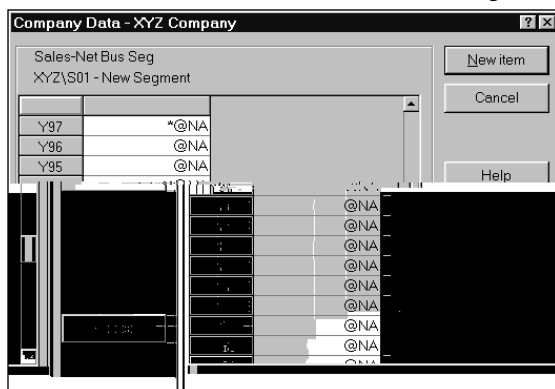 Company Data - XYZ Company
Sales-Net Bus Seg
XYZ\S01 - New Segment
New item
Cancel
Y97 *@NA
Y96 @NA
Y95 @NA
Help
@NA
@NA
@NA
@NA
@NA
@NA
@NA
@NA